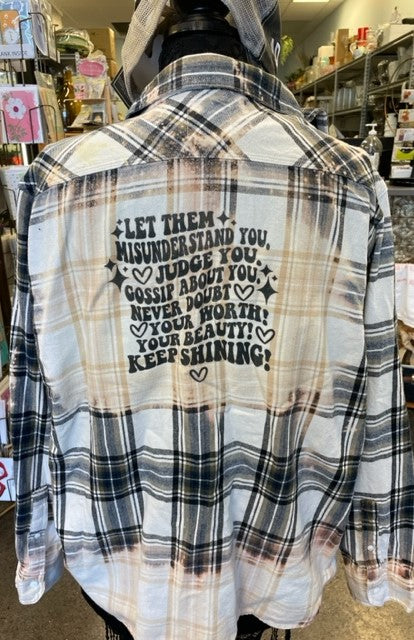 LET THEM
MISUNDERSTAND YOU,
JUDGE YOU,
GOSSIP ABOUT YOU,
NEVER DOUBT
YOUR WORTH!
YOUR BEAUTY!
KEEP SHINING!